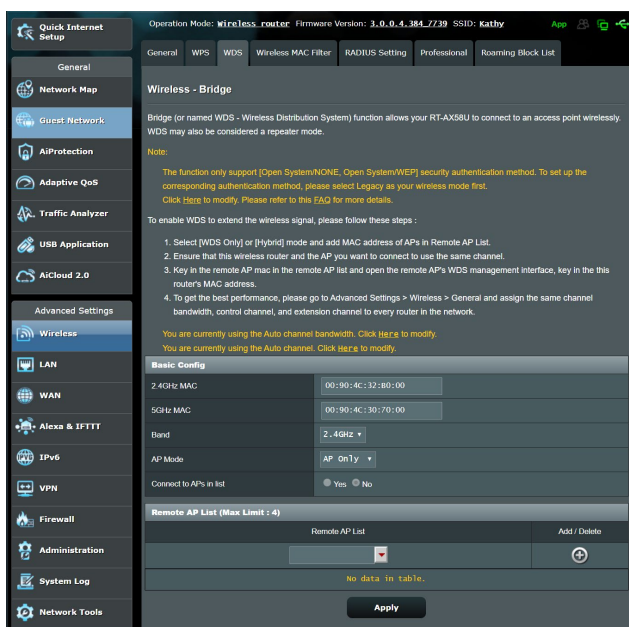 Quick Internet
Setup
General
Network Map
Guest Network
AiProtection
Adaptive QoS
Traffic Analyzer
USB Application
AiCloud 2.0
Advanced Settings
Wireless
LAN
WAN
Alexa & IFTTT
IPv6
VPN
Firewall
Administration
System Log
Network Tools
Operation Mode: Wireless router Firmware Version: 3.0.0.4.384_7739 SSID: Kathy App
General WPS WDS Wireless MAC Filter RADIUS Setting Professional Roaming Block List
Wireless - Bridge
Bridge (or named WDS - Wireless Distribution System) function allows your RT-AX58U to connect to an access point wirelessly.
WDS may also be considered a repeater mode.
Note:
The function only support [Open System/NONE, Open System/WEP] security authentication method. To set up the
corresponding authentication method, please select Legacy as your wireless mode first.
Click Here to modify. Please refer to this FAQ for more details.
To enable WDS to extend the wireless signal, please follow these steps :
1. Select [WDS Only] or [Hybrid] mode and add MAC address of APs in Remote AP List.
2. Ensure that this wireless router and the AP you want to connect to use the same channel.
3. Key in the remote AP mac in the remote AP list and open the remote AP's WDS management interface, key in the this
router's MAC address.
4. To get the best performance, please go to Advanced Settings > Wireless > General and assign the same channel
bandwidth, control channel, and extension channel to every router in the network.
You are currently using the Auto channel bandwidth. Click Here to modify.
You are currently using the Auto channel. Click Here to modify.
Basic Config
2.4GHz MAC 00:90:4C:32:B0:00
5GHz MAC 00:90:4C:30:70:00
Band 2.4GHz
AP Mode AP Only
Connect to APs in list Yes No
Remote AP List (Max Limit : 4)
Remote AP List Add / Delete
No data in table.
Apply